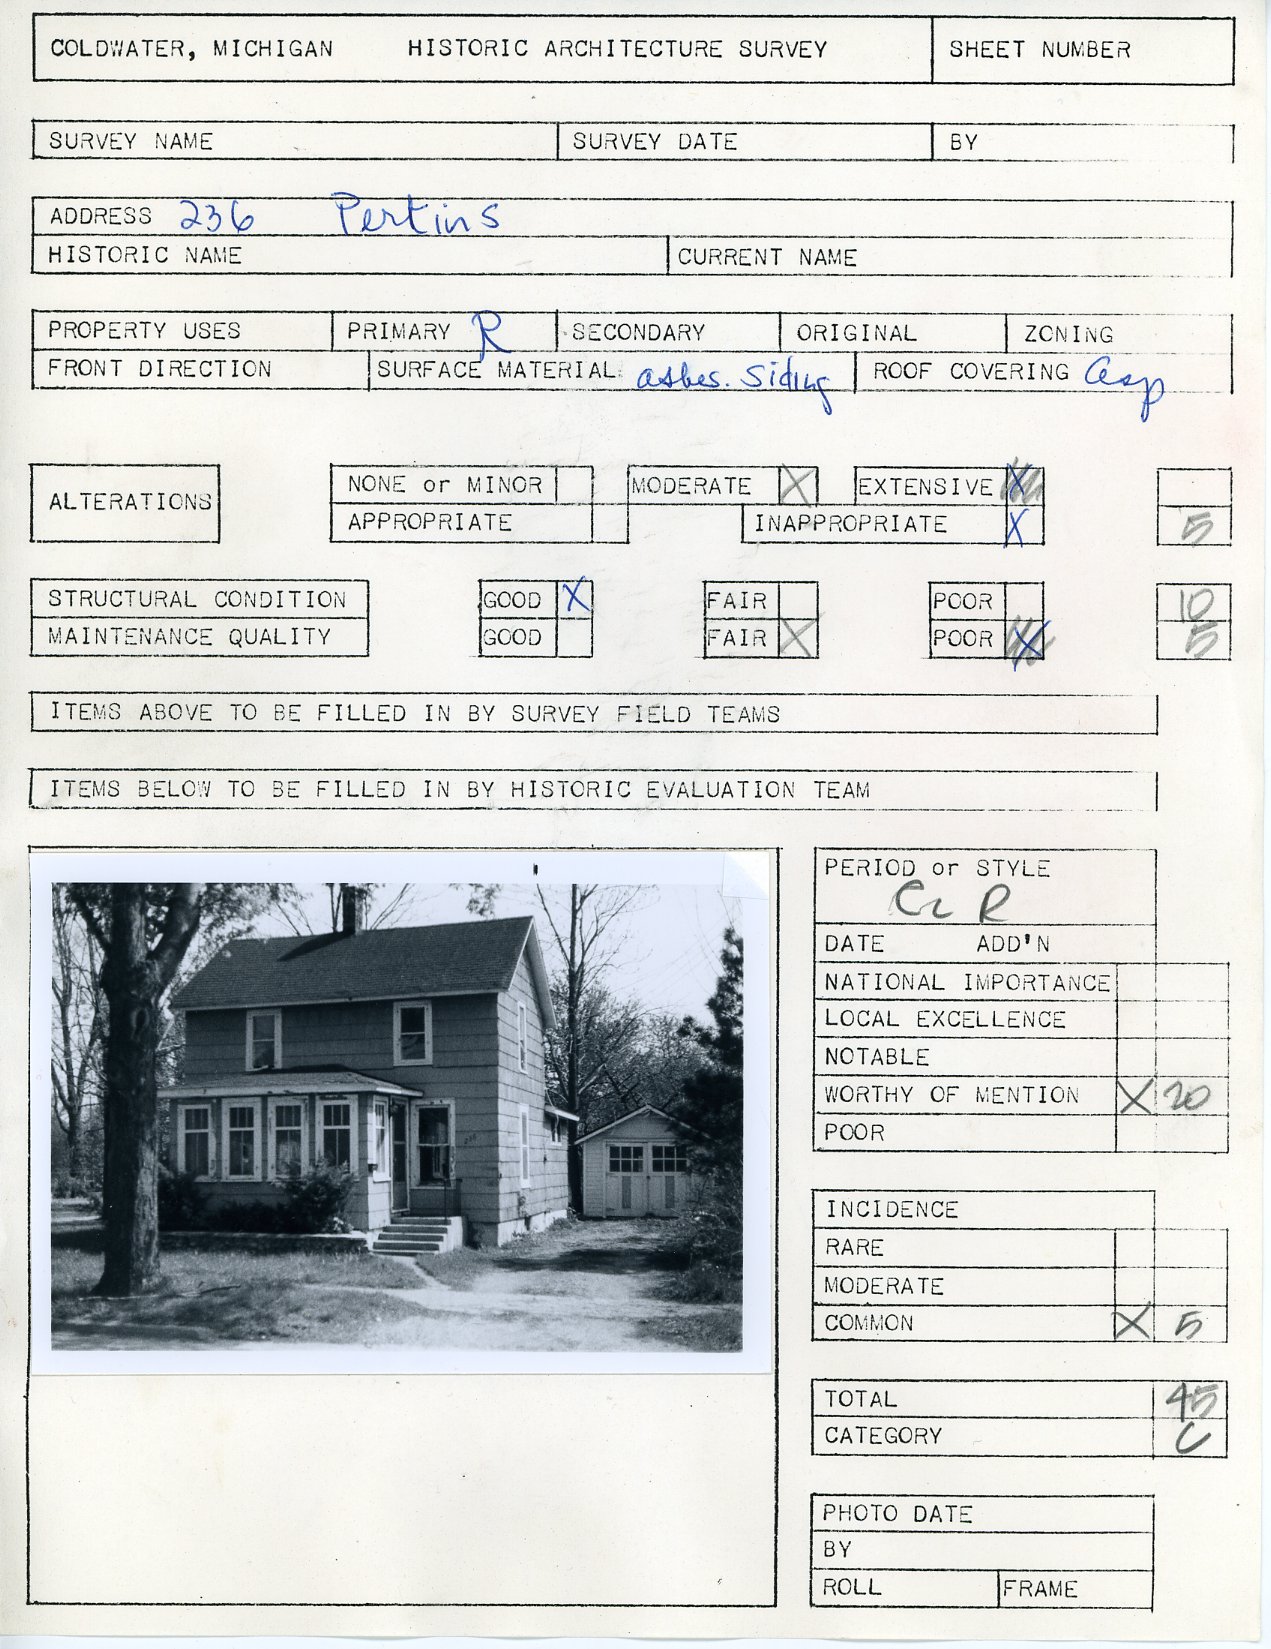 COLDWATER, MICHIGAN HISTORIC ARCHITECTURE SURVEY SHEET NUMBER
SURVEY NAME SURVEY DATE BY
ADDRESS 236 Perkins
HISTORIC NAME CURRENT NAME
PROPERTY USES PRIMARY R SECONDARY ORIGINAL ZONING
FRONT DIRECTION SURFACE MATERIAL asbes. Siding ROOF COVERING asp
ALTERATIONS NONE or MINOR MODERATE X EXTENSIVE X
APPROPRIATE INAPPROPRIATE X 5
STRUCTURAL CONDITION GOOD X FAIR POOR 10
MAINTENANCE QUALITY GOOD FAIR X POOR X 5
ITEMS ABOVE TO BE FILLED IN BY SURVEY FIELD TEAMS
ITEMS BELOW TO BE FILLED IN BY HISTORIC EVALUATION TEAM
PERIOD or STYLE
DATE ADD'N
NATIONAL IMPORTANCE
LOCAL EXCELLENCE
NOTABLE
WORTHY OF MENTION X 20
POOR
INCIDENCE
RARE
MODERATE
COMMON X 5
TOTAL 45
CATEGORY C
PHOTO DATE
BY
ROLL FRAME